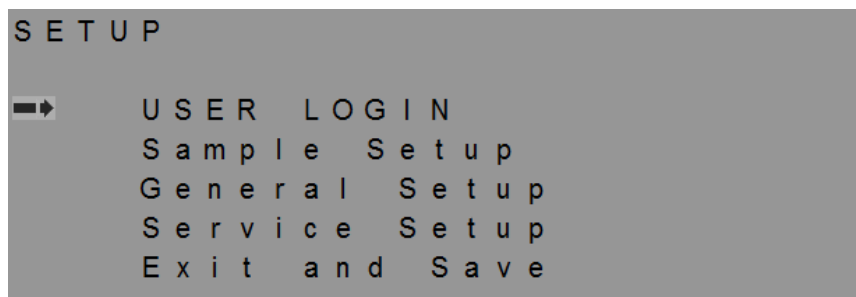 SETUP
USER LOGIN
Sample Setup
General Setup
Service Setup
Exit and Save